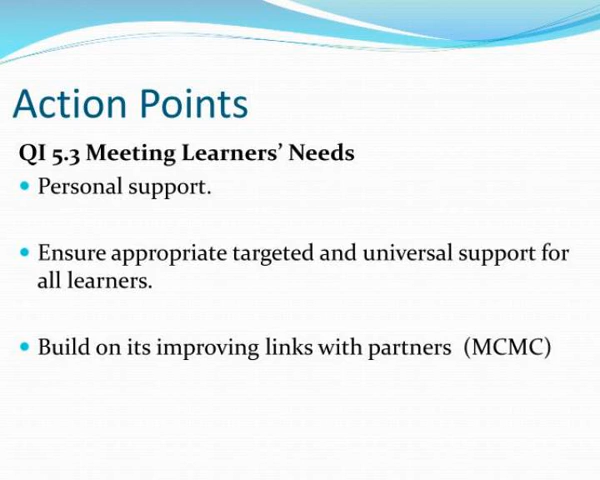 Action Points
QI 5.3 Meeting Learners’ Needs
• Personal support.
• Ensure appropriate targeted and universal support for
all learners.
• Build on its improving links with partners  (MCMC)